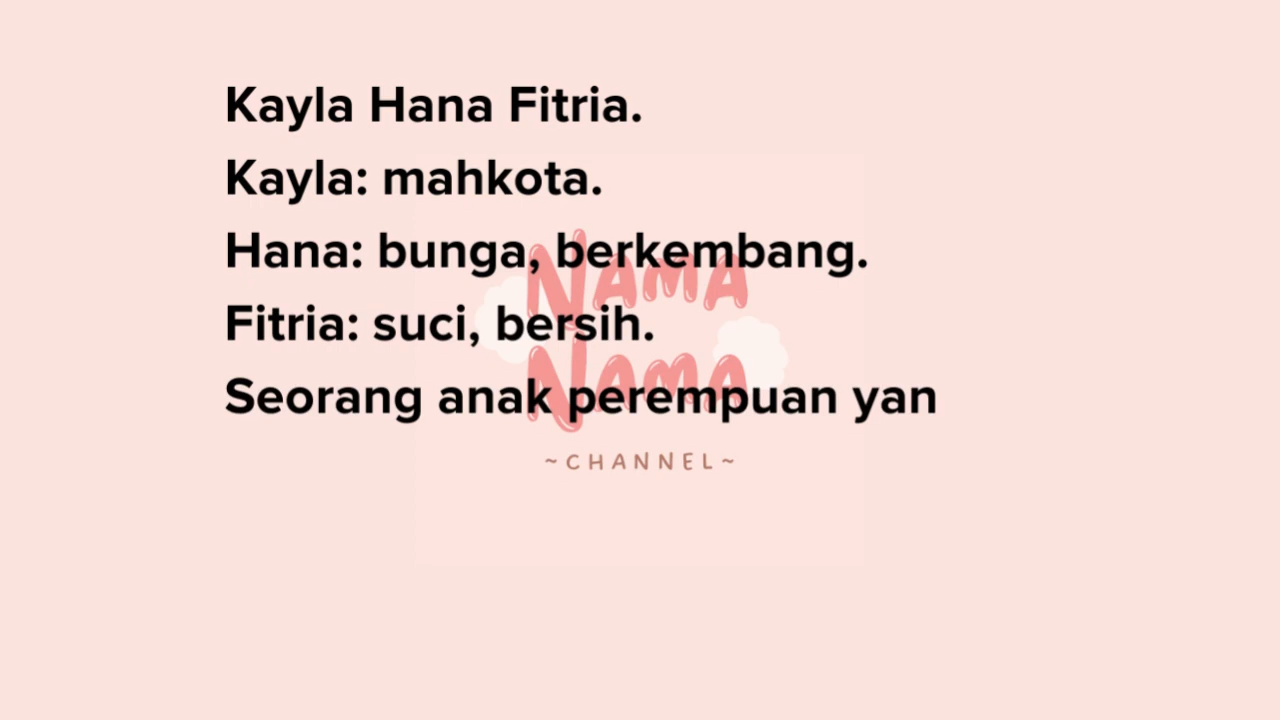 Kayla Hana Fitria.
Kayla: mahkota.
Hana: bunga, berkembang.
Fitria: suci, bersih.
Seorang anak perempuan yan
NAMA
NAMA
~CHANNEL~